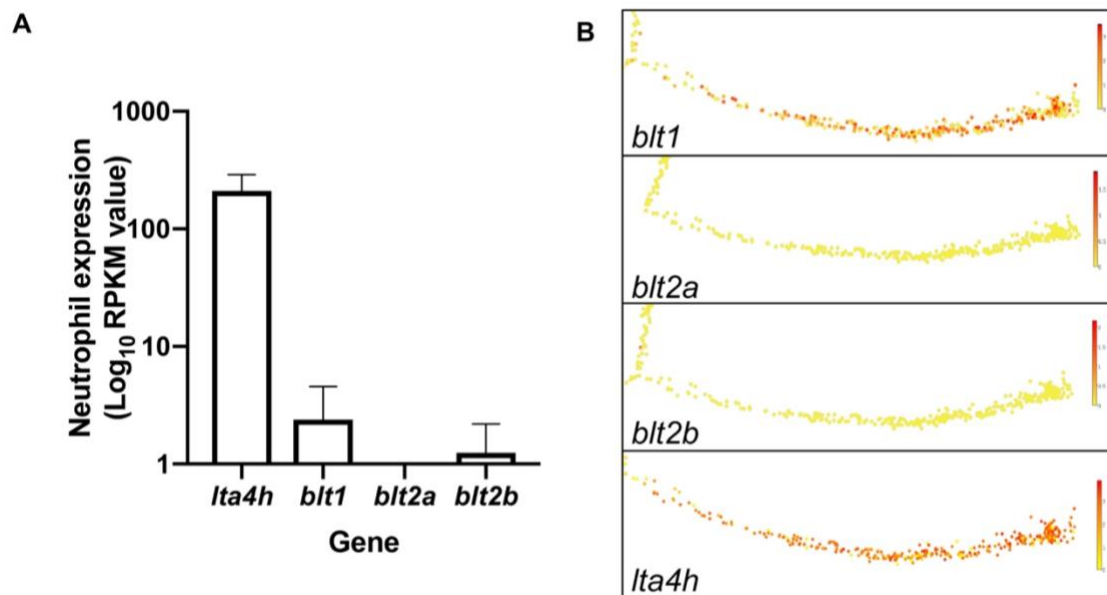 A
Neutrophil expression
(Log10 RPKM value)
1000
100
10
1
lta4h blt1 blt2a blt2b
Gene
B
blt1
blt2a
blt2b
lta4h